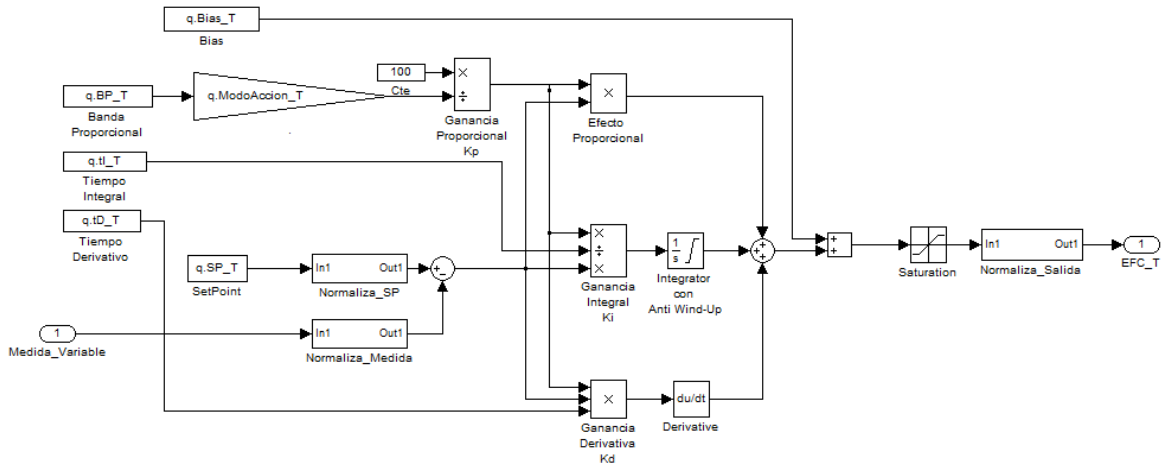 q.Bias_T
Bias
q.BP_T
Banda
Proporcional
q.ModoAccion_T
100
Cte
×
÷
Ganancia
Proporcional
Kp
×
Efecto
Proporcional
q.tI_T
Tiempo
Integral
q.tD_T
Tiempo
Derivativo
q.SP_T
SetPoint
In1 Out1
Normaliza_SP
+
−
1
Medida_Variable
In1 Out1
Normaliza_Medida
×
÷
×
Ganancia
Integral
Ki
1
s
Integrator
con
Anti Wind-Up
×
Ganancia
Derivativa
Kd
du/dt
Derivative
+
+ +
+
+
Saturation
In1 Out1
Normaliza_Salida
1
EFC_T